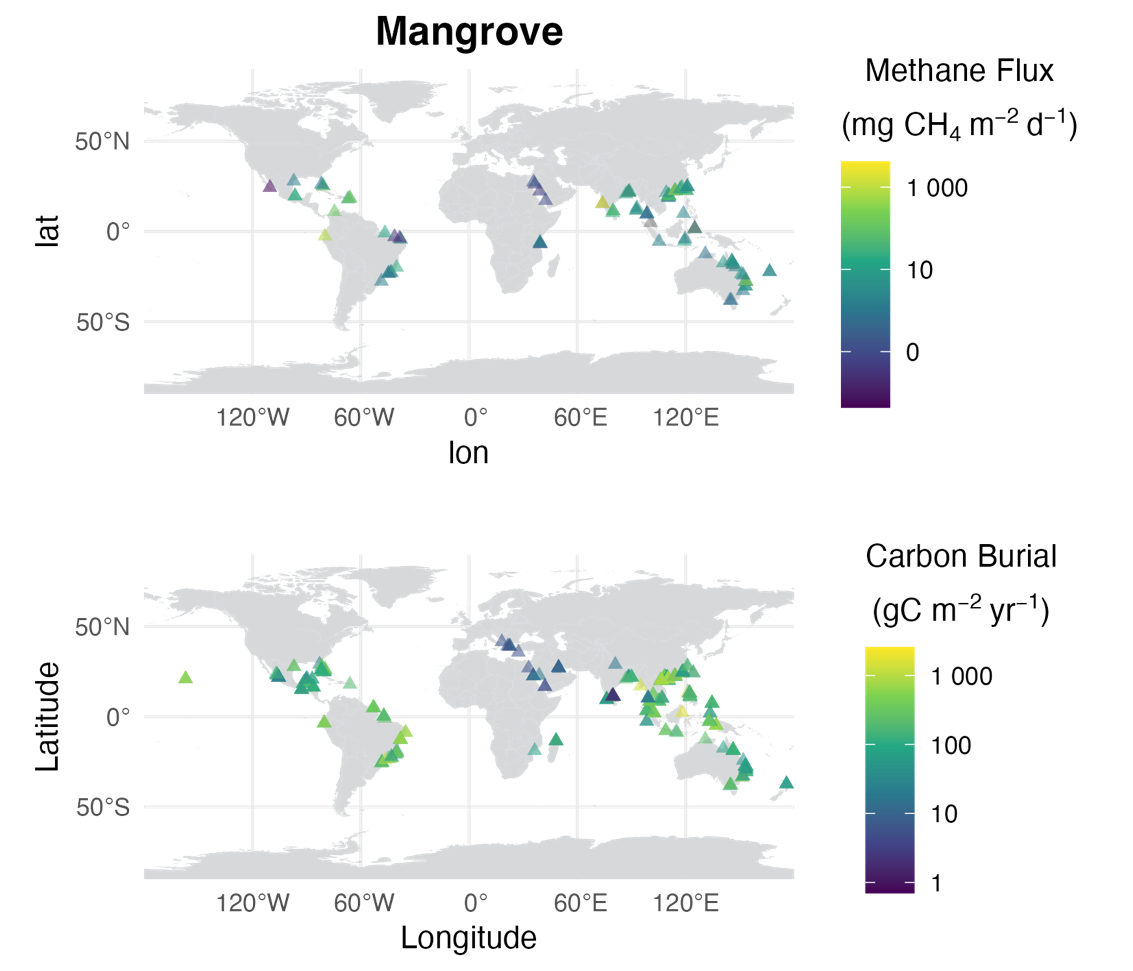 Mangrove
Methane Flux
(mg CH₄ m⁻² d⁻¹)
50°N
0°
50°S
lat
1 000
10
0
120°W 60°W 0° 60°E 120°E
lon
Carbon Burial
(gC m⁻² yr⁻¹)
50°N
0°
50°S
Latitude
1 000
100
10
1
120°W 60°W 0° 60°E 120°E
Longitude